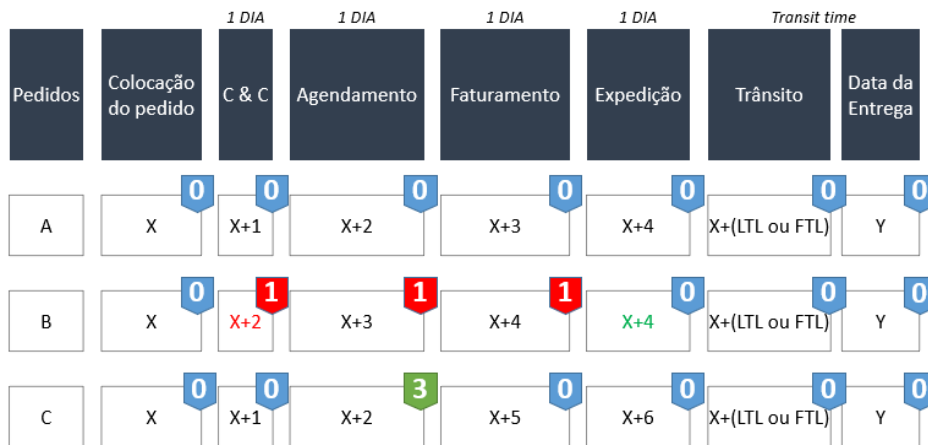 1 DIA 1 DIA 1 DIA 1 DIA Transit time
Pedidos
Colocação
do pedido
C & C
Agendamento
Faturamento
Expedição
Trânsito
Data da
Entrega
0 0 0 0 0 0 0
A X X+1 X+2 X+3 X+4 X+(LTL ou FTL) Y
0 1 1 1 0 0 0
B X X+2 X+3 X+4 X+4 X+(LTL ou FTL) Y
0 0 3 0 0 0 0
C X X+1 X+2 X+5 X+6 X+(LTL ou FTL) Y